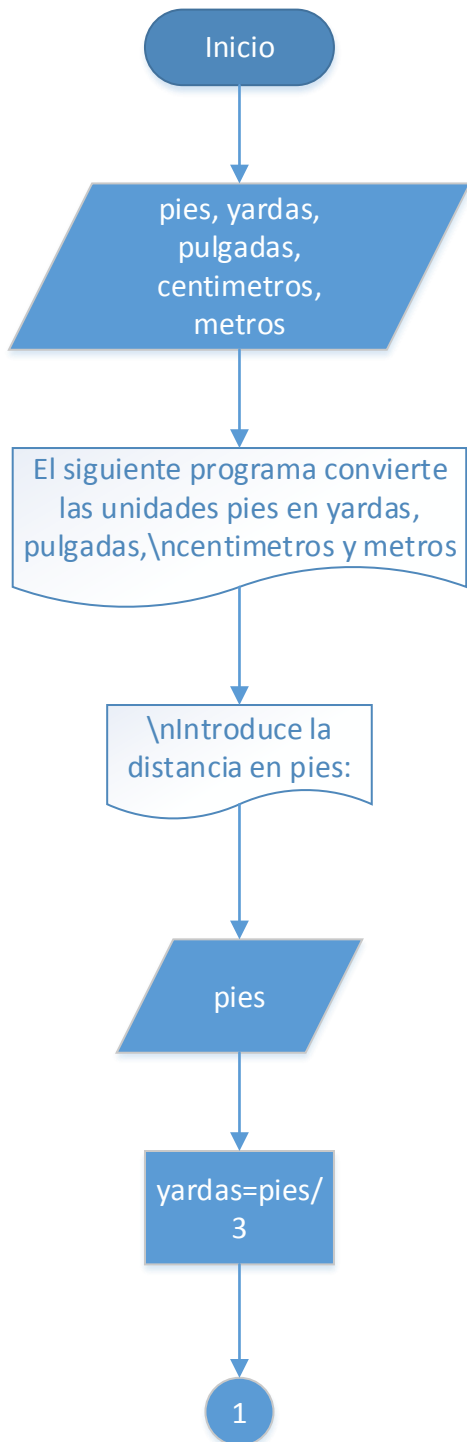 Inicio
pies, yardas,
pulgadas,
centimetros,
metros
El siguiente programa convierte
las unidades pies en yardas,
pulgadas,\ncentimetros y metros
\nIntroduce la
distancia en pies:
pies
yardas=pies/
3
1